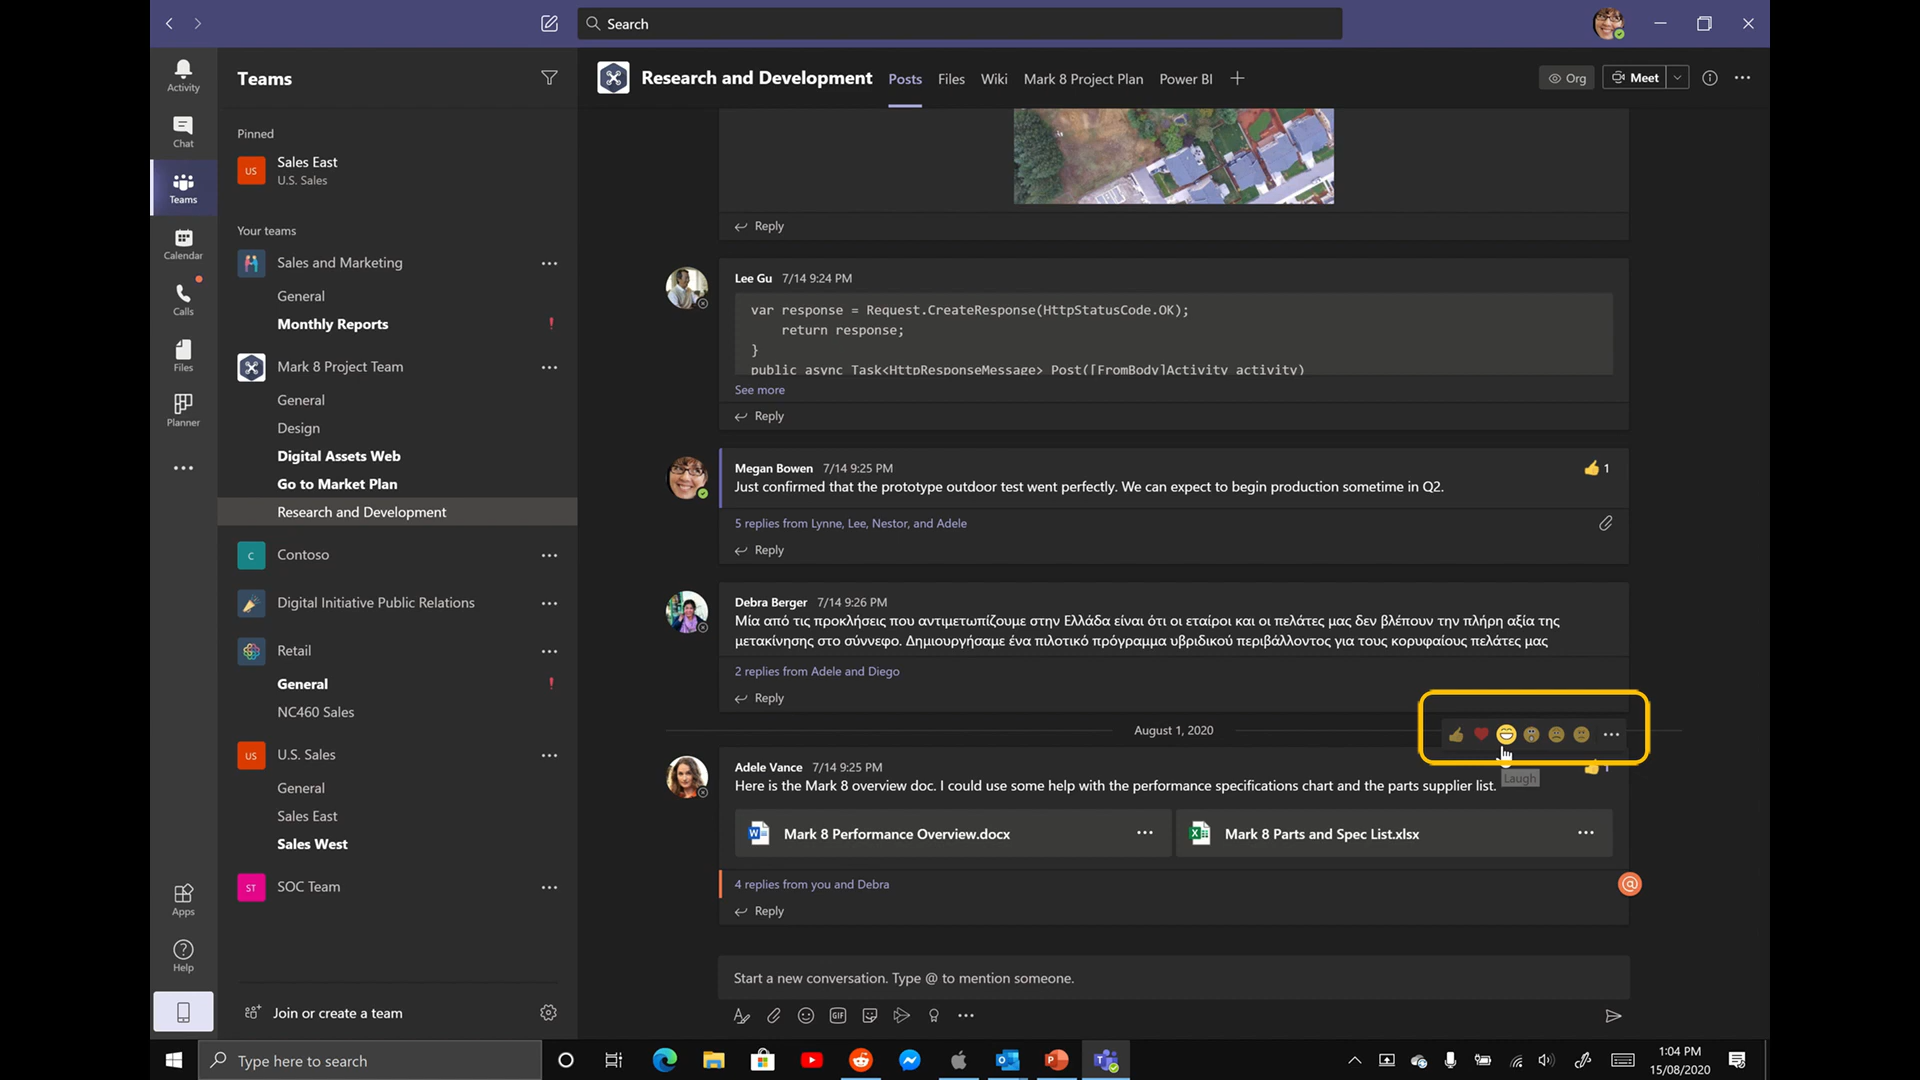 Search
Activity
Chat
Teams
Calendar
Calls
Files
Planner
Apps
Help
Teams
Pinned
US
Sales East
U.S. Sales
Your teams
Sales and Marketing
General
Monthly Reports
Mark 8 Project Team
General
Design
Digital Assets Web
Go to Market Plan
Research and Development
C
Contoso
Digital Initiative Public Relations
Retail
General
NC460 Sales
US
U.S. Sales
General
Sales East
Sales West
ST
SOC Team
Join or create a team
Research and Development
Posts
Files
Wiki
Mark 8 Project Plan
Power BI
Org
Meet
Reply
Lee Gu 7/14 9:24 PM
var response = Request.CreateResponse(HttpStatusCode.OK);
return response;
}
public async Task<HttpResponseMessage> Post([FromBody]Activity activity)
See more
Reply
Megan Bowen 7/14 9:25 PM
1
Just confirmed that the prototype outdoor test went perfectly. We can expect to begin production sometime in Q2.
5 replies from Lynne, Lee, Nestor, and Adele
Reply
Debra Berger 7/14 9:26 PM
Μία από τις προκλήσεις που αντιμετωπίζουμε στην Ελλάδα είναι ότι οι εταίροι και οι πελάτες μας δεν βλέπουν την πλήρη αξία της
μετακίνησης στο σύννεφο. Δημιουργήσαμε ένα πιλοτικό πρόγραμμα υβριδικού περιβάλλοντος για τους κορυφαίους πελάτες μας
2 replies from Adele and Diego
Reply
August 1, 2020
Adele Vance 7/14 9:25 PM
1
Laugh
Here is the Mark 8 overview doc. I could use some help with the performance specifications chart and the parts supplier list.
Mark 8 Performance Overview.docx
Mark 8 Parts and Spec List.xlsx
4 replies from you and Debra
@
Reply
Start a new conversation. Type @ to mention someone.
GIF
Type here to search
1:04 PM
15/08/2020